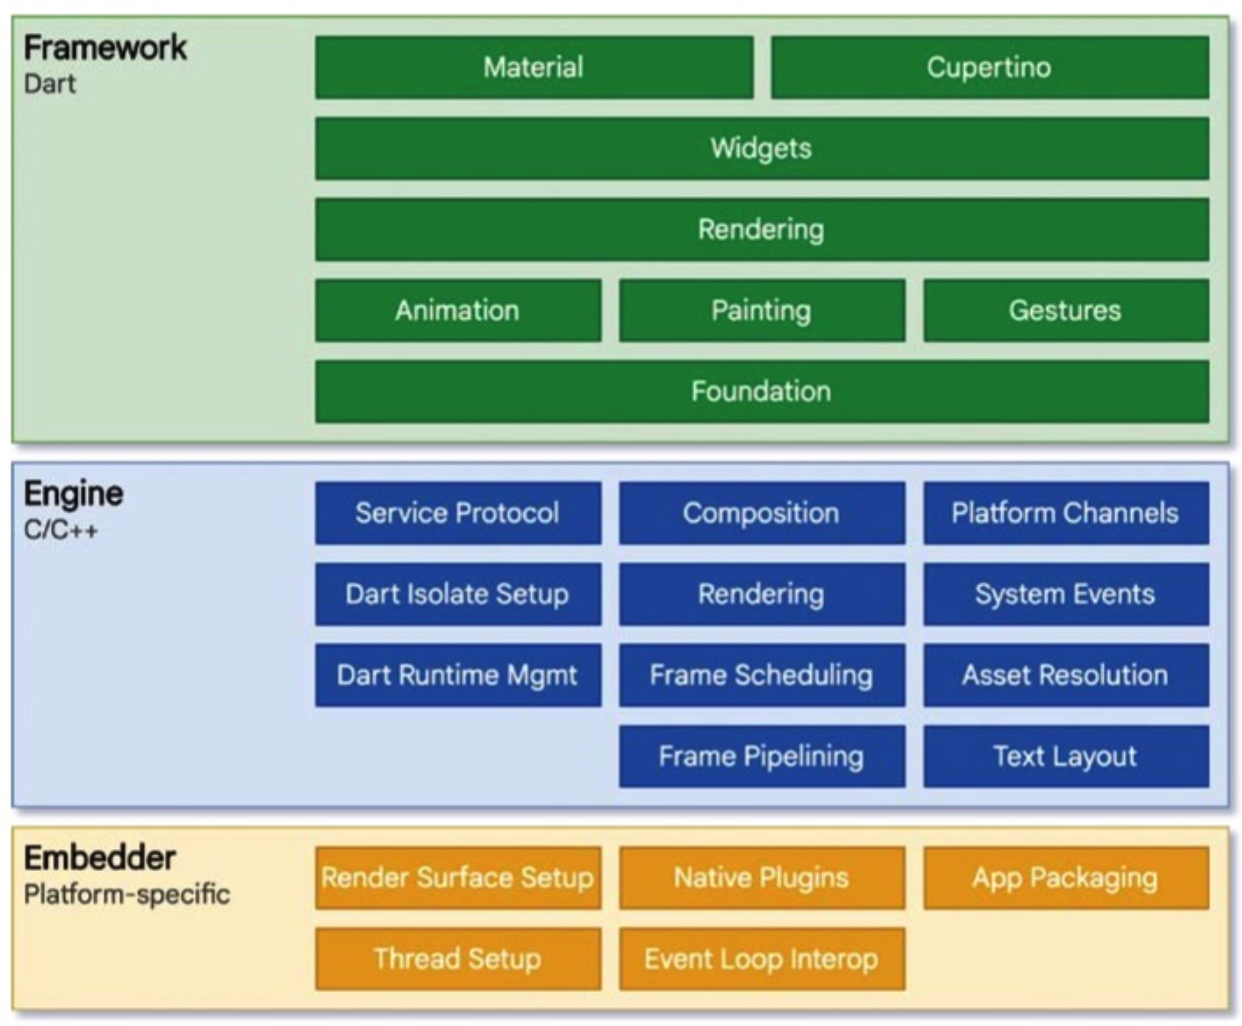 Framework
Dart
Material
Cupertino
Widgets
Rendering
Animation
Painting
Gestures
Foundation
Engine
C/C++
Service Protocol
Composition
Platform Channels
Dart Isolate Setup
Rendering
System Events
Dart Runtime Mgmt
Frame Scheduling
Asset Resolution
Frame Pipelining
Text Layout
Embedder
Platform-specific
Render Surface Setup
Native Plugins
App Packaging
Thread Setup
Event Loop Interop